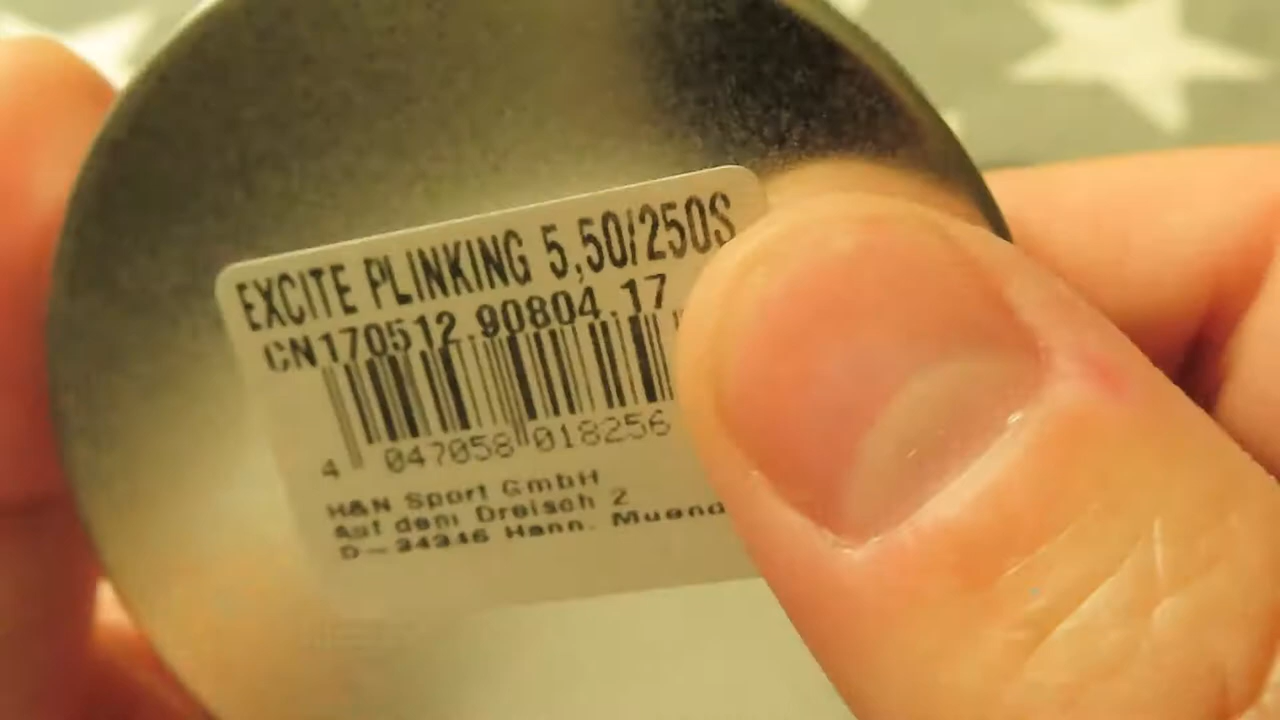 EXCITE PLINKING 5,50/250S
CN170512.90804.17
4 047058 018256
H&N Sport GmbH
Auf dem Dreisch 2
D-34346 Hann.